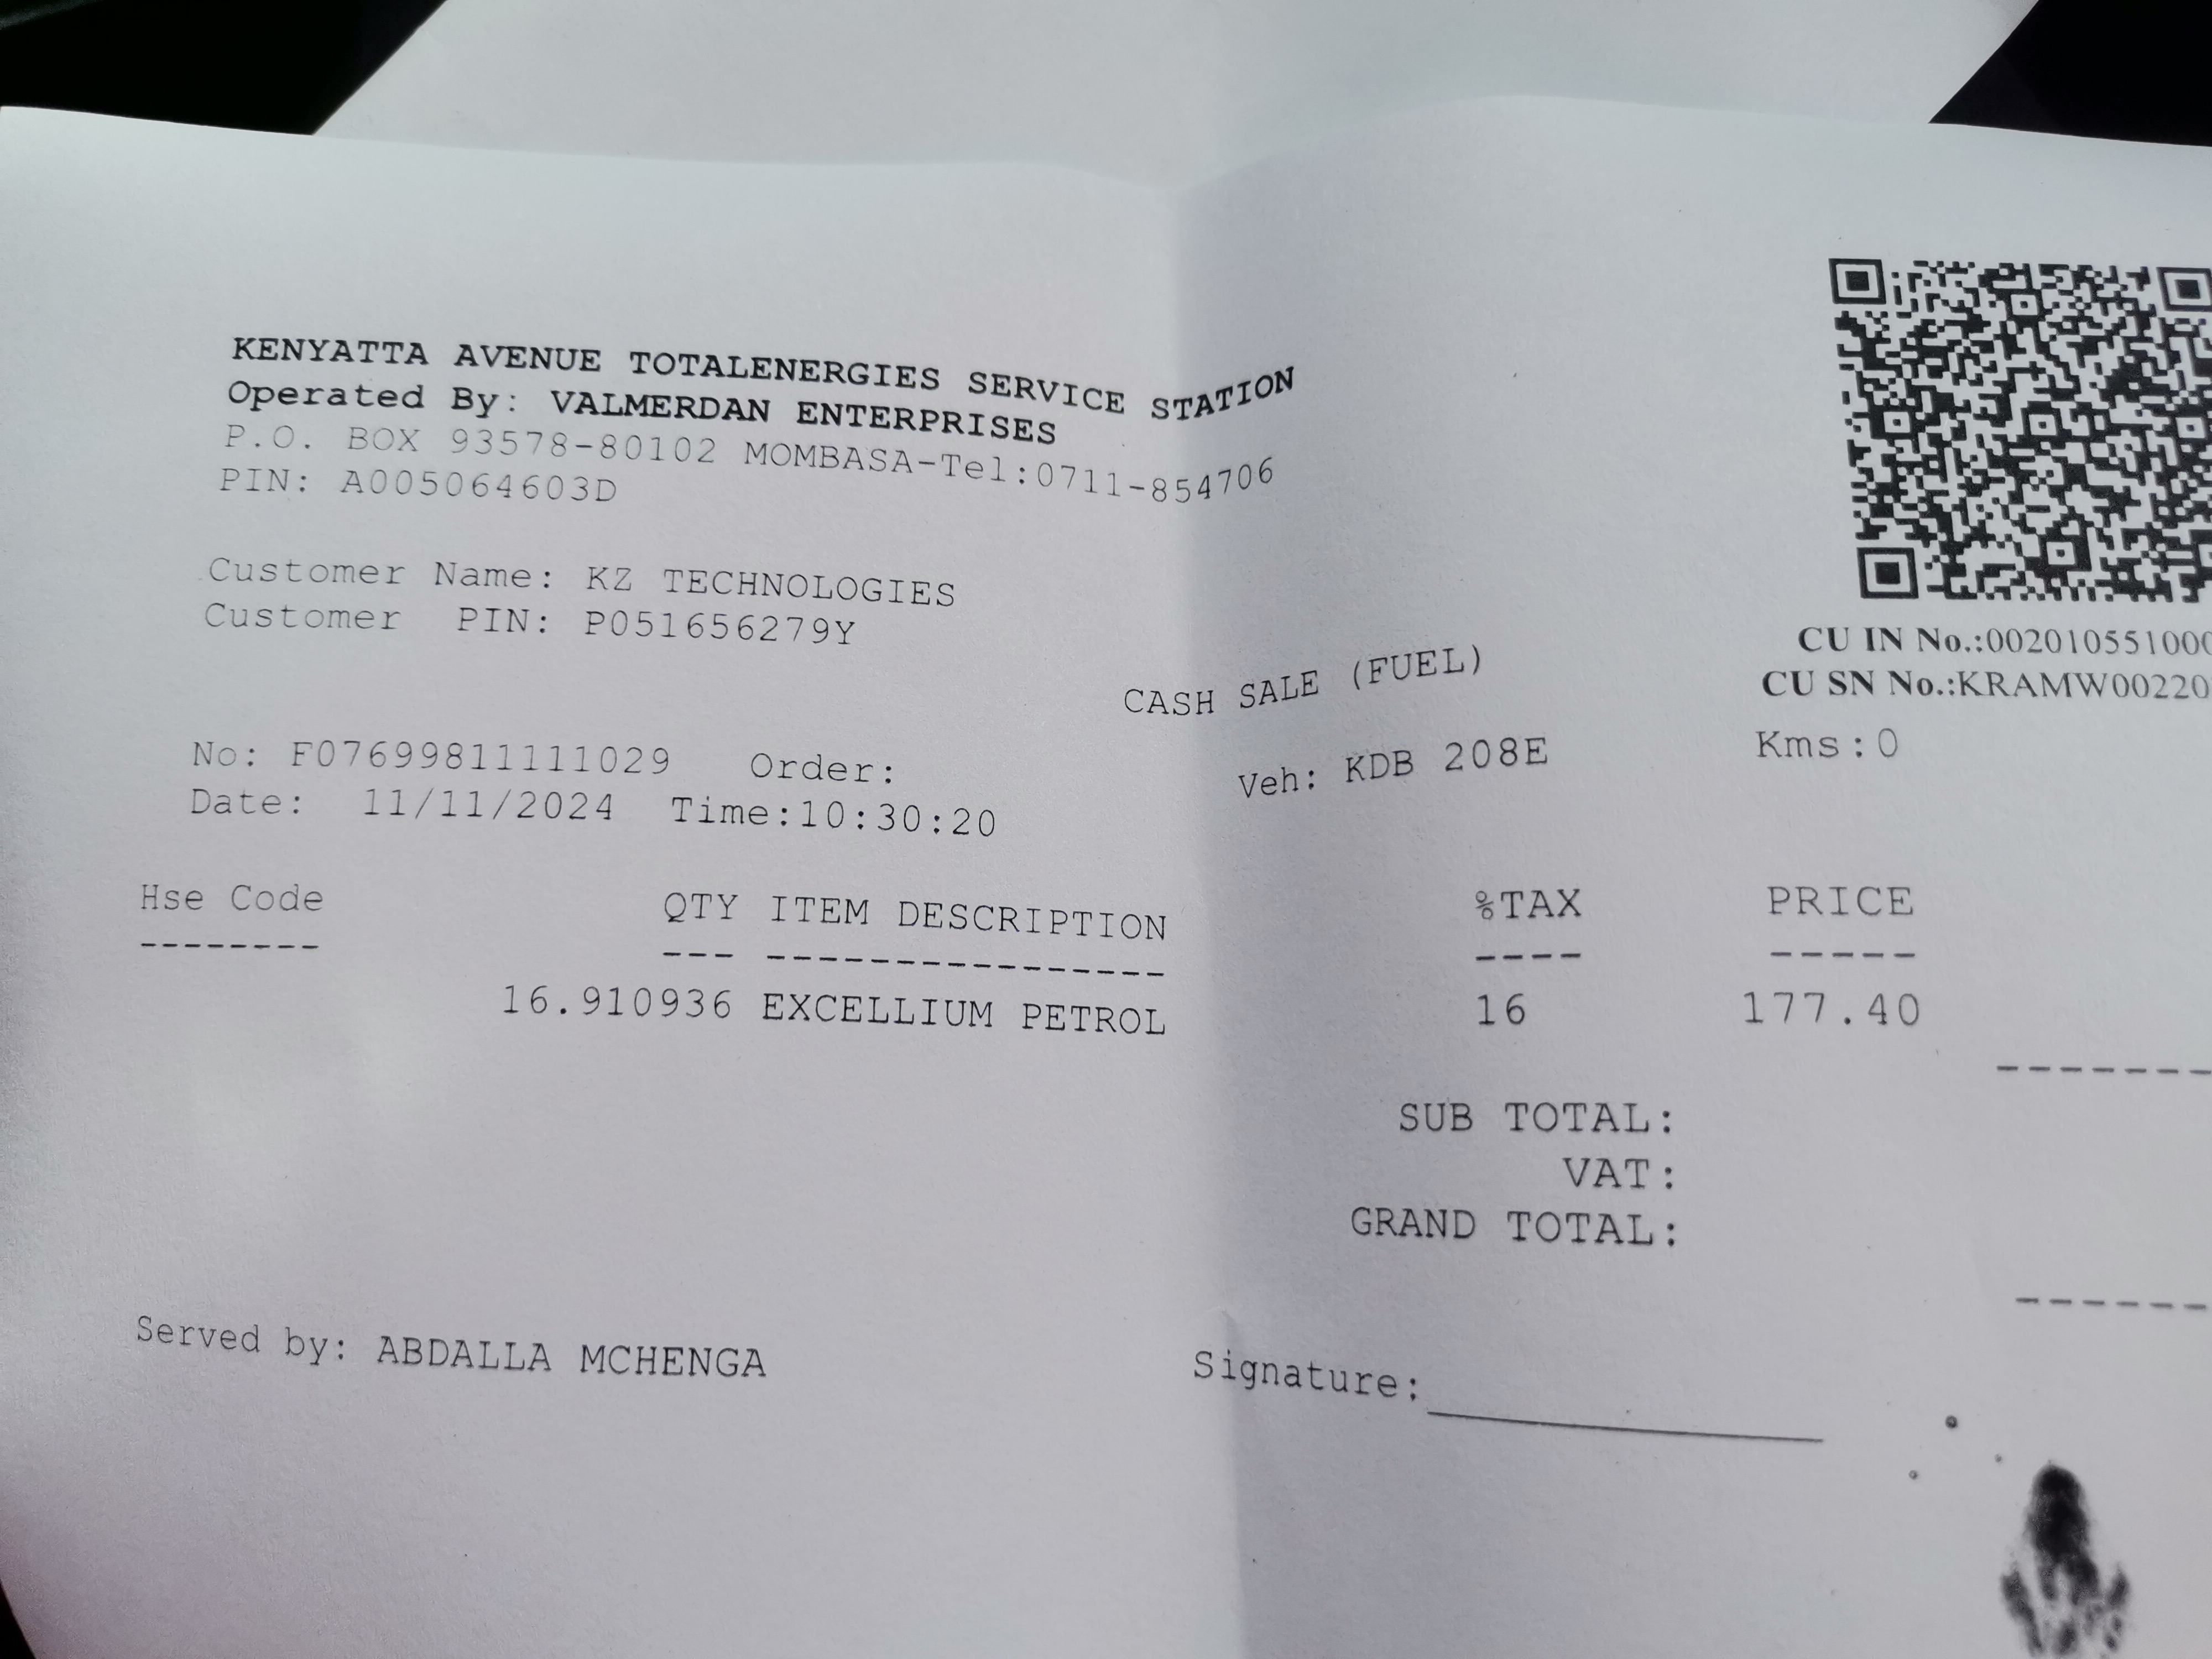 KENYATTA AVENUE TOTALENERGIES SERVICE STATION
Operated By: VALMERDAN ENTERPRISES
P.O. BOX 93578-80102 MOMBASA-Tel:0711-854706
PIN: A005064603D
Customer Name: KZ TECHNOLOGIES
Customer PIN: P051656279Y
CU IN No.:002010551000
CU SN No.:KRAMW00220
CASH SALE (FUEL)
No: F07699811111029 Order: Veh: KDB 208E Kms:0
Date: 11/11/2024 Time:10:30:20
Hse Code QTY ITEM DESCRIPTION %TAX PRICE
-------- --- ---------------- ---- -----
16.910936 EXCELLIUM PETROL 16 177.40
SUB TOTAL:
VAT:
GRAND TOTAL:
Served by: ABDALLA MCHENGA Signature: